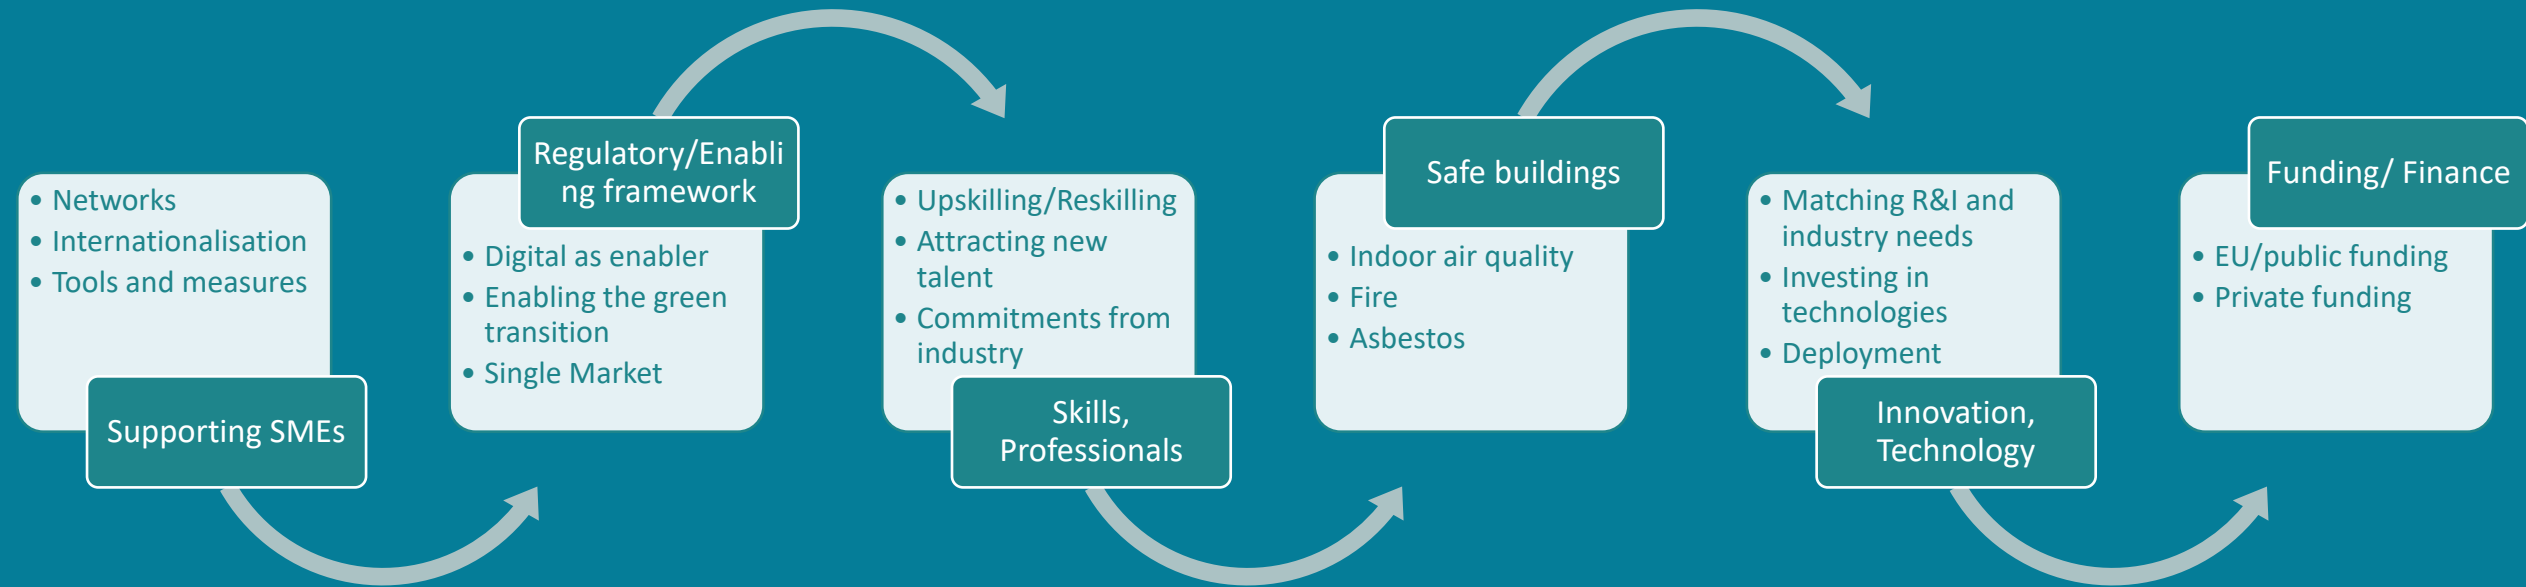 • Networks
• Internationalisation
• Tools and measures
Supporting SMEs
Regulatory/Enabli
ng framework
• Digital as enabler
• Enabling the green
transition
• Single Market
• Upskilling/Reskilling
• Attracting new
talent
• Commitments from
industry
Skills,
Professionals
Safe buildings
• Indoor air quality
• Fire
• Asbestos
• Matching R&I and
industry needs
• Investing in
technologies
• Deployment
Innovation,
Technology
Funding/ Finance
• EU/public funding
• Private funding